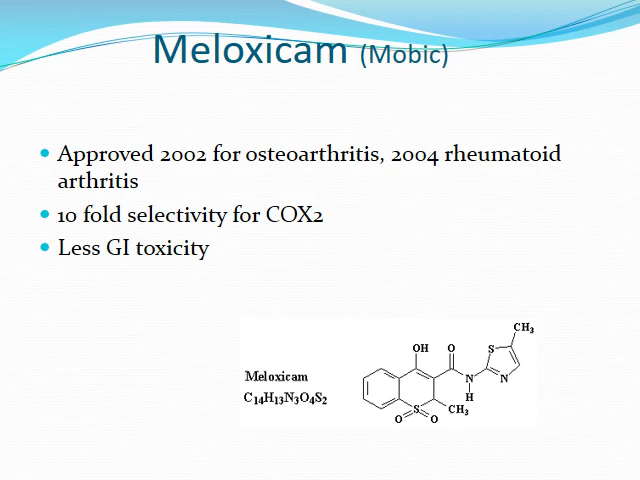 Meloxicam (Mobic)
Approved 2002 for osteoarthritis, 2004 rheumatoid
arthritis
10 fold selectivity for COX2
Less GI toxicity
Meloxicam
C14H13N3O4S2
CH3
OH O S
N N
H
S CH3
O O